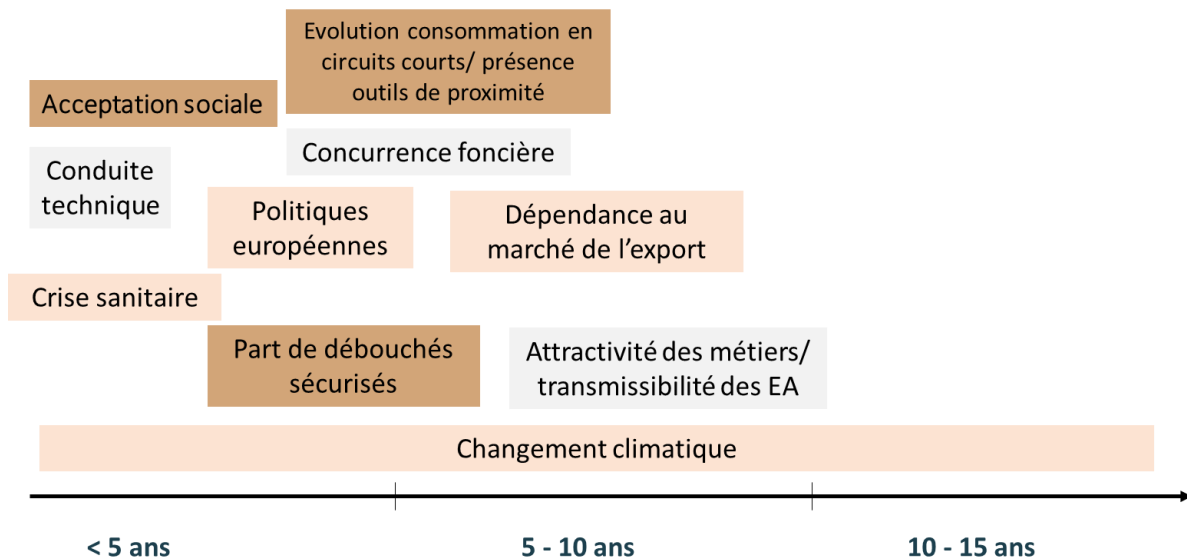 Evolution consommation en
circuits courts/ présence
outils de proximité
Acceptation sociale
Concurrence foncière
Conduite
technique
Politiques
européennes
Dépendance au
marché de l’export
Crise sanitaire
Part de débouchés
sécurisés
Attractivité des métiers/
transmissibilité des EA
Changement climatique
< 5 ans
5 - 10 ans
10 - 15 ans